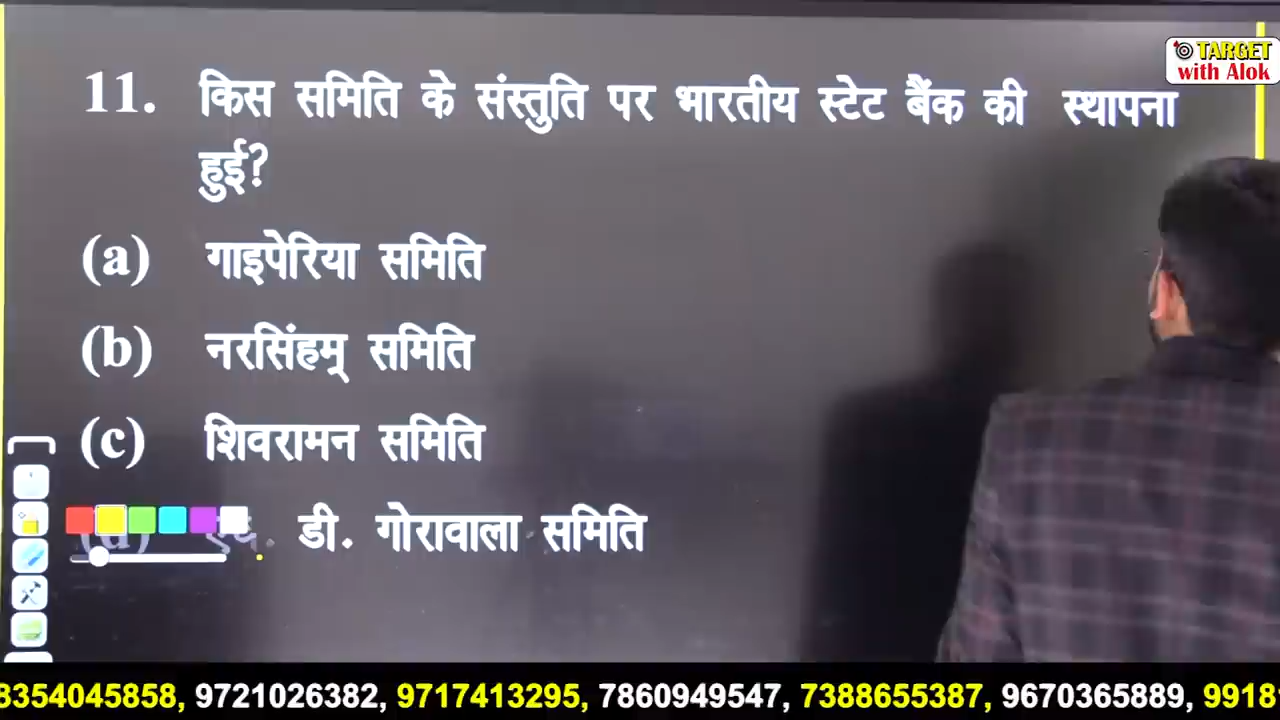 TARGET
with Alok
11. किस समिति के संस्तुति पर भारतीय स्टेट बैंक की स्थापना
हुई?
(a) गाइपेरिया समिति
(b) नरसिंहम् समिति
(c) शिवरामन समिति
(d) डी. गोरावाला समिति
8354045858, 9721026382, 9717413295, 7860949547, 7388655387, 9670365889, 9918